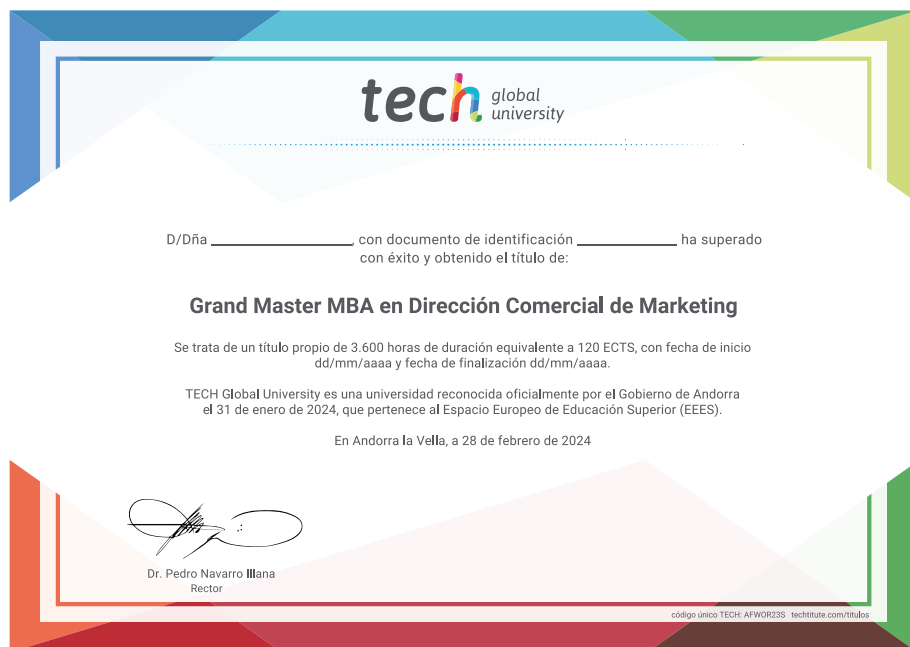 tech global university
D/Dña ____________________, con documento de identificación ______________ ha superado
con éxito y obtenido el título de:
Grand Master MBA en Dirección Comercial de Marketing
Se trata de un título propio de 3.600 horas de duración equivalente a 120 ECTS, con fecha de inicio
dd/mm/aaaa y fecha de finalización dd/mm/aaaa.
TECH Global University es una universidad reconocida oficialmente por el Gobierno de Andorra
el 31 de enero de 2024, que pertenece al Espacio Europeo de Educación Superior (EEES).
En Andorra la Vella, a 28 de febrero de 2024
Dr. Pedro Navarro Illana
Rector
código único TECH: AFWOR23S techtitute.com/titulos